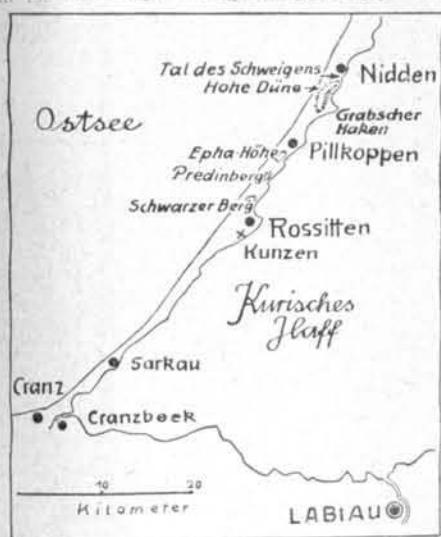 Tal des Schweigens
Nidden
Hohe Düne
Ostsee
Grabscher
Haken
Epha-Höhe
Pillkoppen
Predinberg
Schwarzer Berg
Rossitten
Kunzen
Kurisches
Haff
Sarkau
Cranz
Cranzbeek
10
20
Kilometer
LABIAU